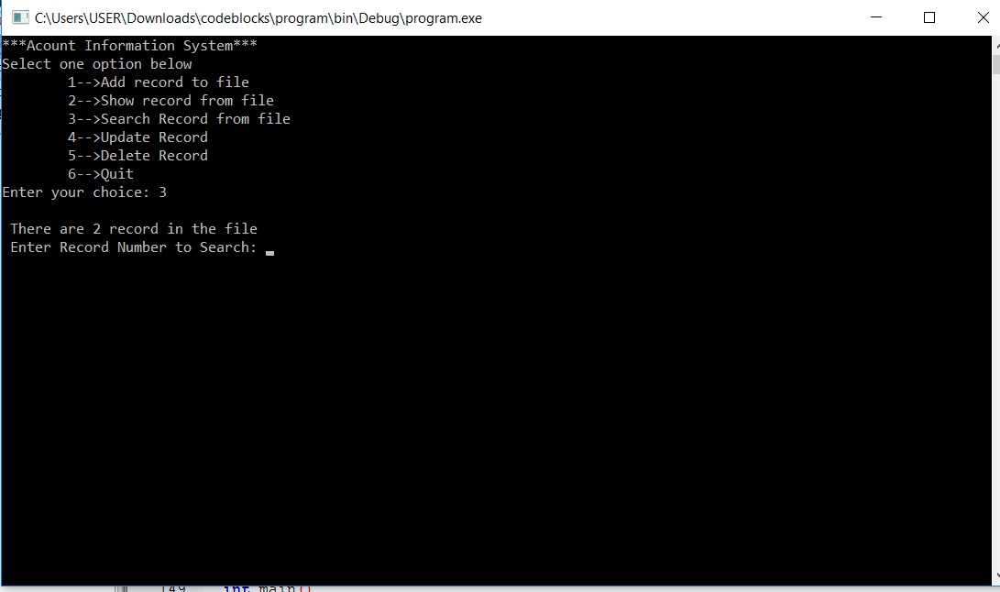 C:\Users\USER\Downloads\codeblocks\program\bin\Debug\program.exe
***Acount Information System***
Select one option below
1-->Add record to file
2-->Show record from file
3-->Search Record from file
4-->Update Record
5-->Delete Record
6-->Quit
Enter your choice: 3
There are 2 record in the file
Enter Record Number to Search:
149 int main()